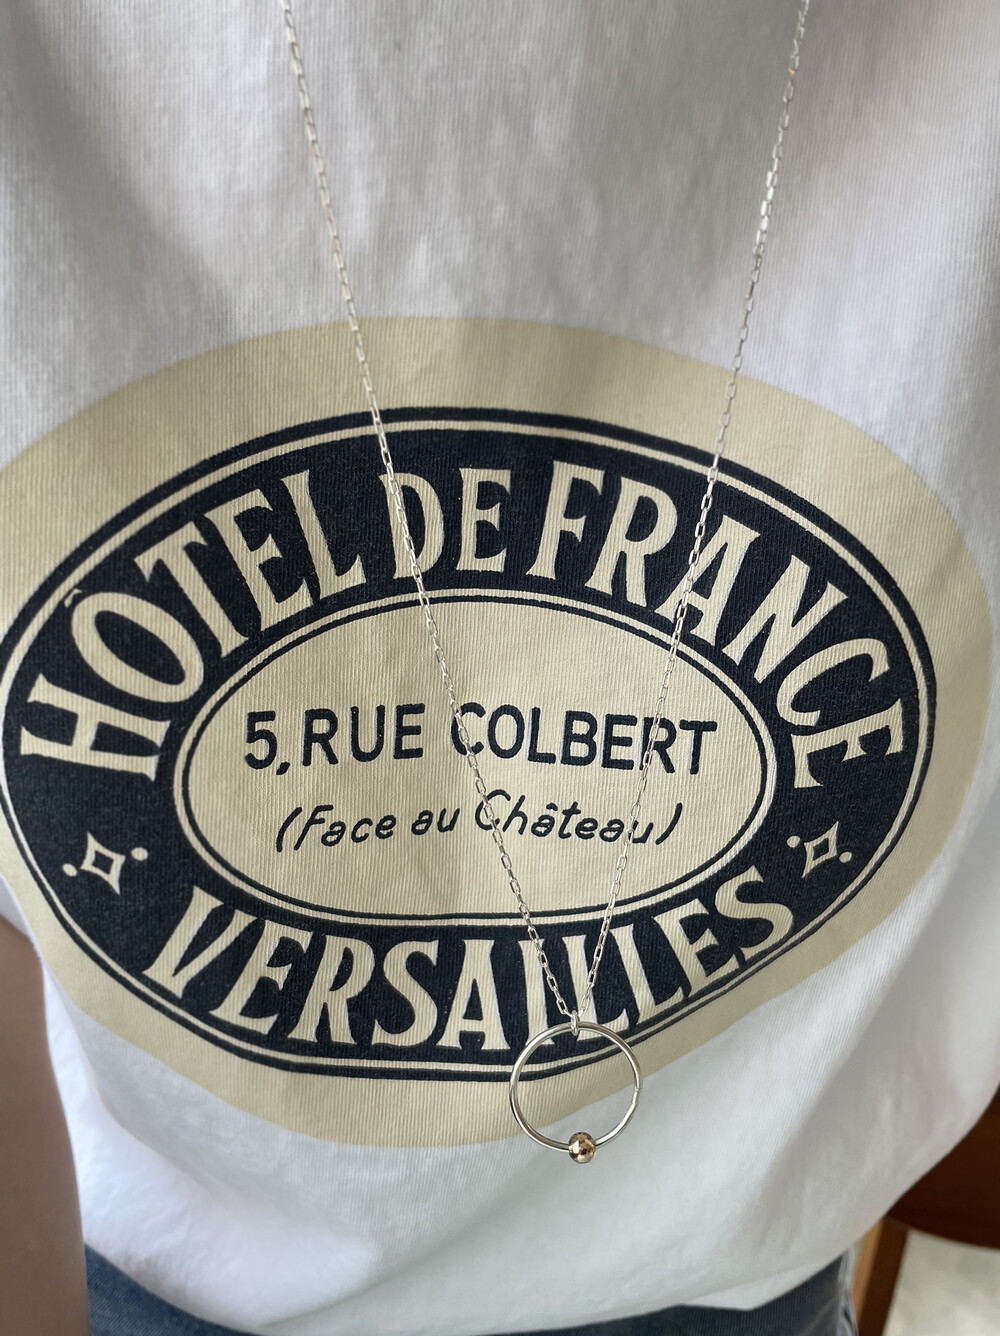 HÔTEL DE FRANCE
5, RUE COLBERT
(Face au Château)
VERSAILLES